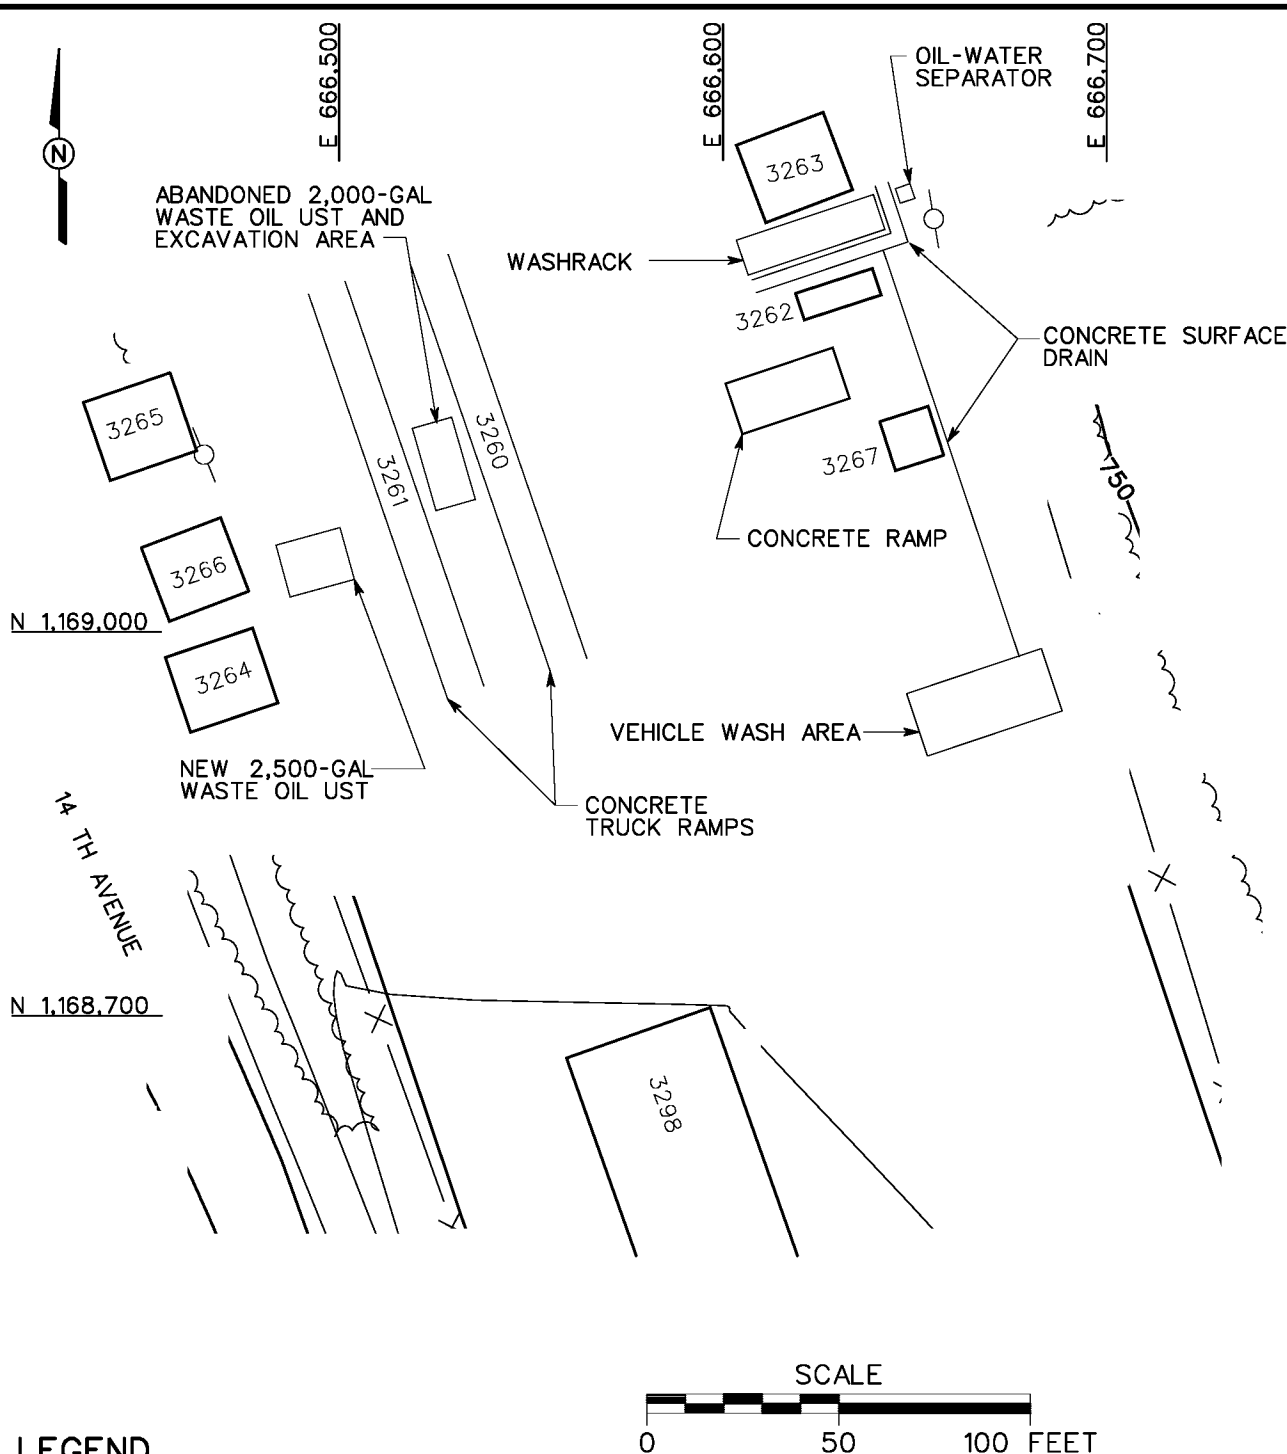 E 666,500
E 666,600
E 666,700
OIL-WATER
SEPARATOR
N
3263
ABANDONED 2,000-GAL
WASTE OIL UST AND
EXCAVATION AREA
WASHRACK
3262
CONCRETE SURFACE
DRAIN
3265
3261
3260
3267
750
CONCRETE RAMP
3266
N 1,169,000
3264
VEHICLE WASH AREA
NEW 2,500-GAL
WASTE OIL UST
CONCRETE
TRUCK RAMPS
14 TH AVENUE
N 1,168,700
3298
SCALE
0 50 100 FEET
LEGEND